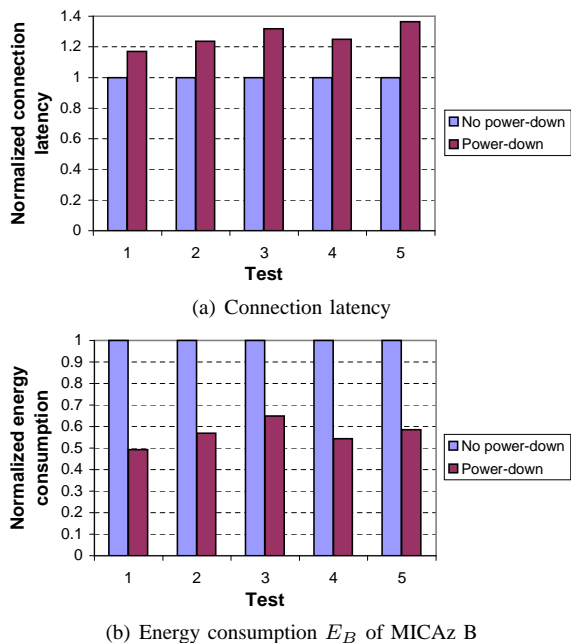 Normalized connection
latency
1.4
1.2
1
0.8
0.6
0.4
0.2
0
1 2 3 4 5
Test
No power-down
Power-down
(a) Connection latency
Normalized energy
consumption
1
0.9
0.8
0.7
0.6
0.5
0.4
0.3
0.2
0.1
0
1 2 3 4 5
Test
No power-down
Power-down
(b) Energy consumption E_B of MICAz B